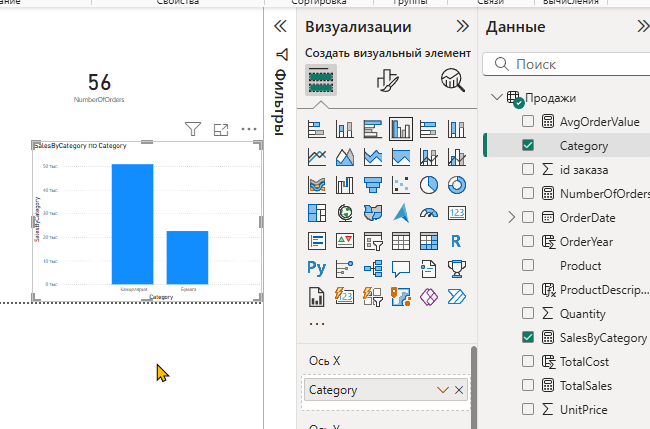 Свойства
Сортировка
Группы
Связи
Вычисления
56
NumberOfOrders
SalesByCategory по Category
50 тыс.
40 тыс.
30 тыс.
20 тыс.
10 тыс.
0 тыс.
SalesByCategory
Канцелярия
Бумага
Category
Фильтры
Визуализации
Создать визуальный элемент
123
R
Py
123
Ось X
Category
Данные
Поиск
Продажи
AvgOrderValue
Category
id заказа
NumberOfOrders
OrderDate
OrderYear
Product
ProductDescrip...
Quantity
SalesByCategory
TotalCost
TotalSales
UnitPrice